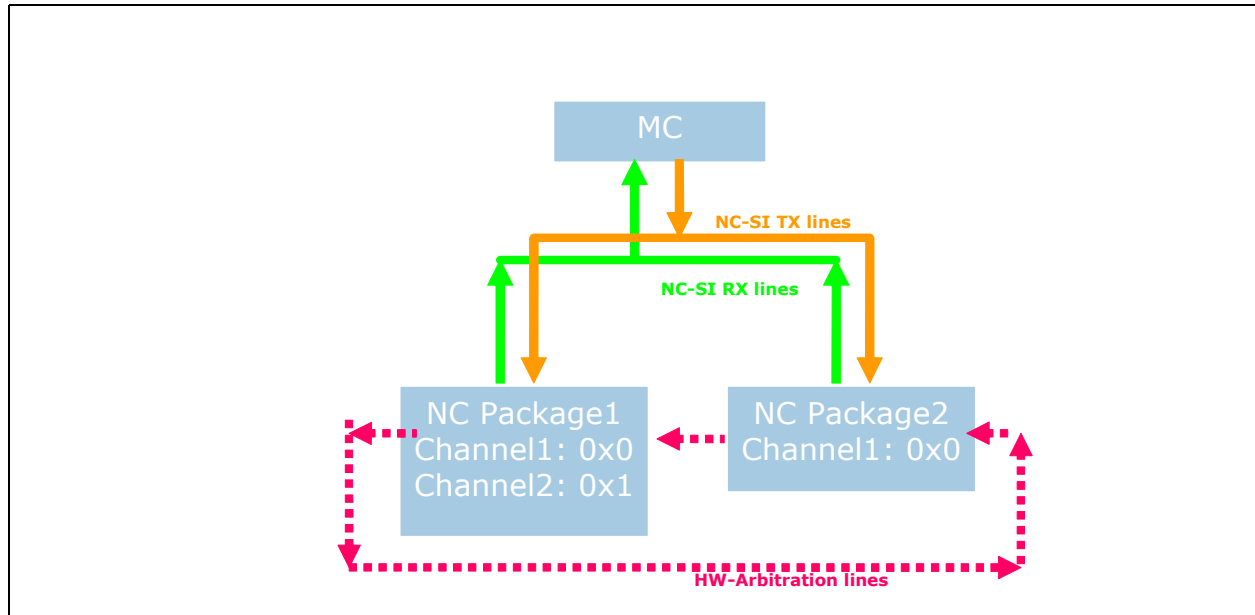 MC
NC-SI TX lines
NC-SI RX lines
NC Package1
Channel1: 0x0
Channel2: 0x1
NC Package2
Channel1: 0x0
HW-Arbitration lines